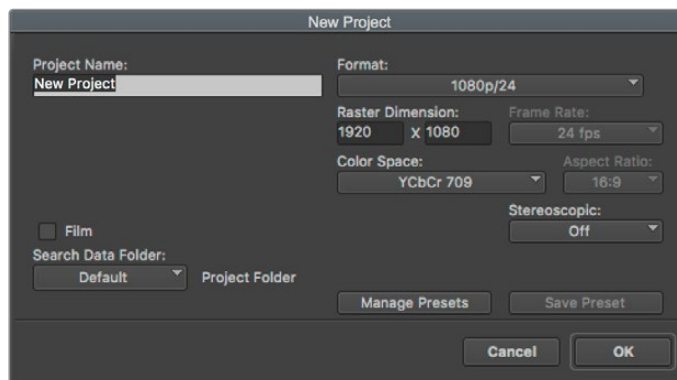 New Project
Project Name:
New Project
Format:
1080p/24
Raster Dimension:
1920 x 1080
Frame Rate:
24 fps
Color Space:
YCbCr 709
Aspect Ratio:
16:9
Stereoscopic:
Off
Film
Search Data Folder:
Default
Project Folder
Manage Presets
Save Preset
Cancel
OK